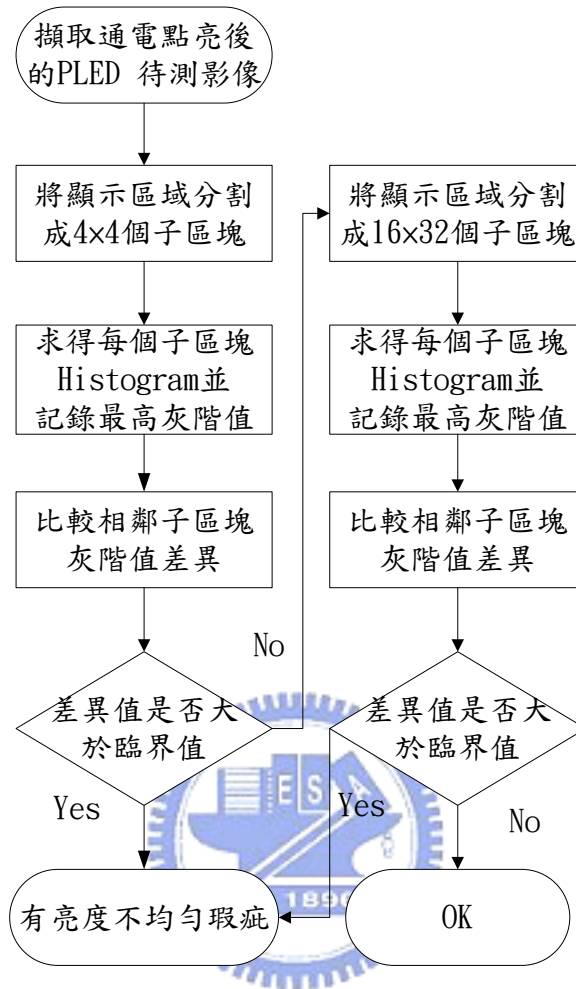 擷取通電點亮後
的PLED 待測影像
將顯示區域分割
成4×4個子區塊
求得每個子區塊
Histogram並
記錄最高灰階值
比較相鄰子區塊
灰階值差異
差異值是否大
於臨界值
No
Yes
有亮度不均勻瑕疵
將顯示區域分割
成16×32個子區塊
求得每個子區塊
Histogram並
記錄最高灰階值
比較相鄰子區塊
灰階值差異
差異值是否大
於臨界值
Yes
No
OK
ESA
1896